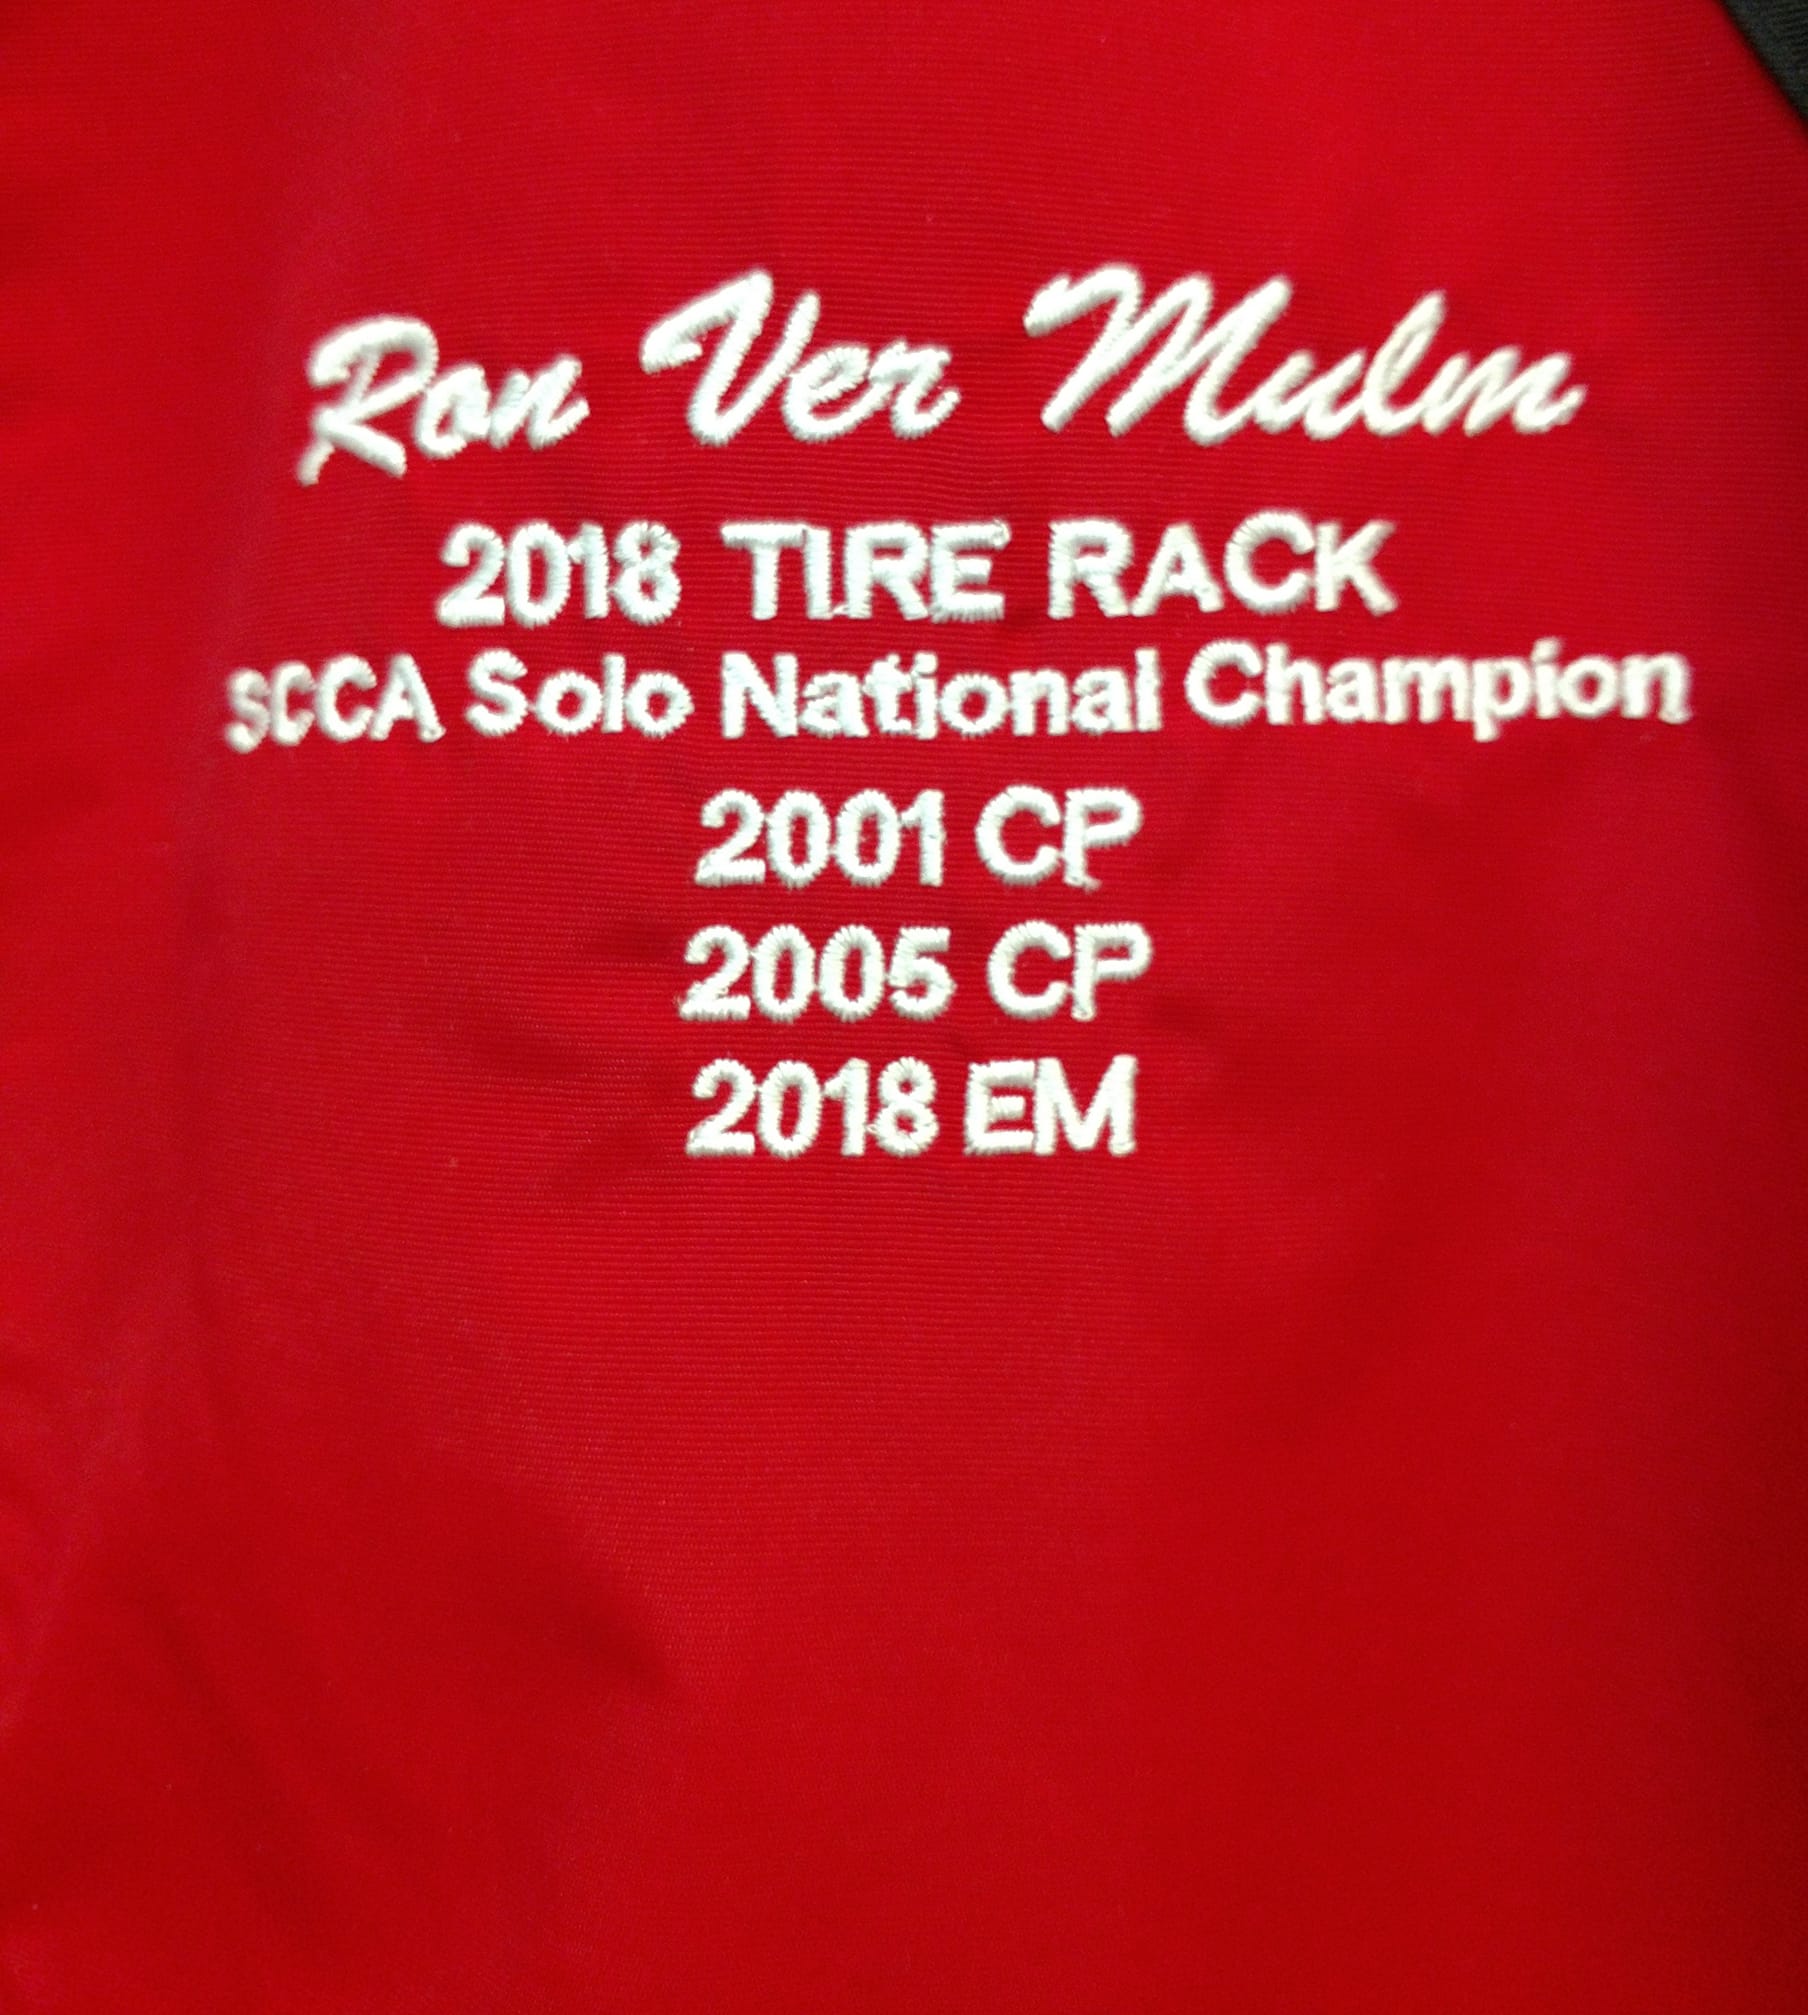 Ron Ver Mulm
2018 TIRE RACK
SCCA Solo National Champion
2001 CP
2005 CP
2018 EM